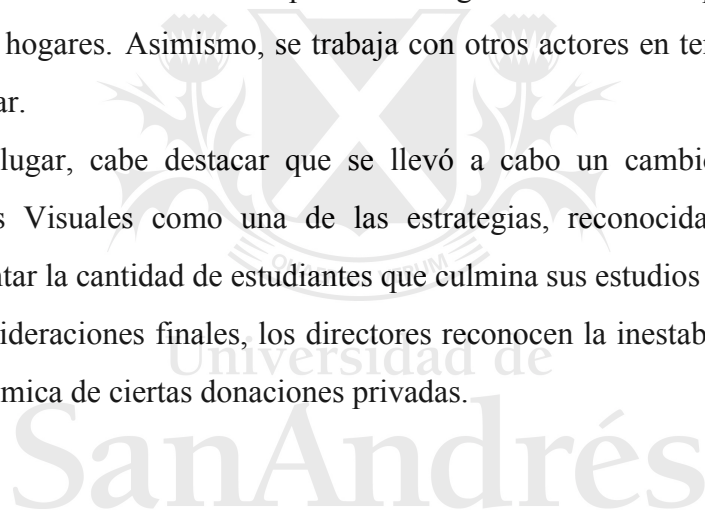 hogares. Asimismo, se trabaja con otros actores en
ar.
lugar, cabe destacar que se llevó a cabo un cambi
s Visuales como una de las estrategias, reconocida
ntar la cantidad de estudiantes que culmina sus estudios
ideraciones finales, los directores reconocen la inestab
Universidad de
mica de ciertas donaciones privadas.
SanAndrés